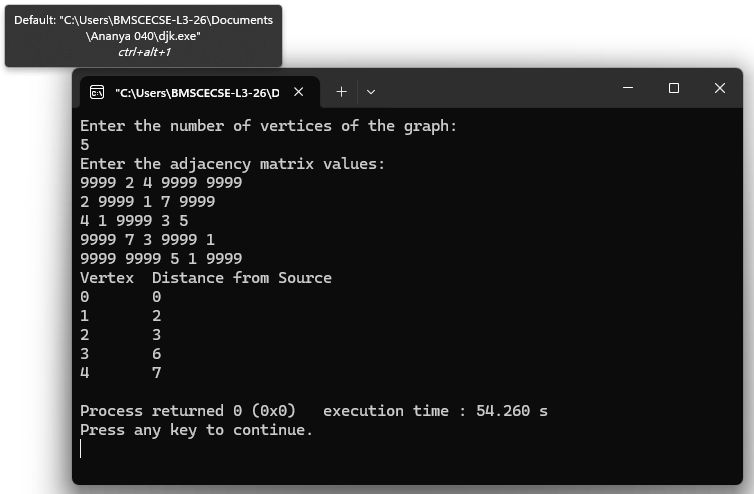 Default: "C:\Users\BMSCECSE-L3-26\Documents
\Ananya 040\djk.exe"
ctrl+alt+1
"C:\Users\BMSCECSE-L3-26\D
Enter the number of vertices of the graph:
5
Enter the adjacency matrix values:
9999 2 4 9999 9999
2 9999 1 7 9999
4 1 9999 3 5
9999 7 3 9999 1
9999 9999 5 1 9999
Vertex  Distance from Source
0       0
1       2
2       3
3       6
4       7
Process returned 0 (0x0)   execution time : 54.260 s
Press any key to continue.